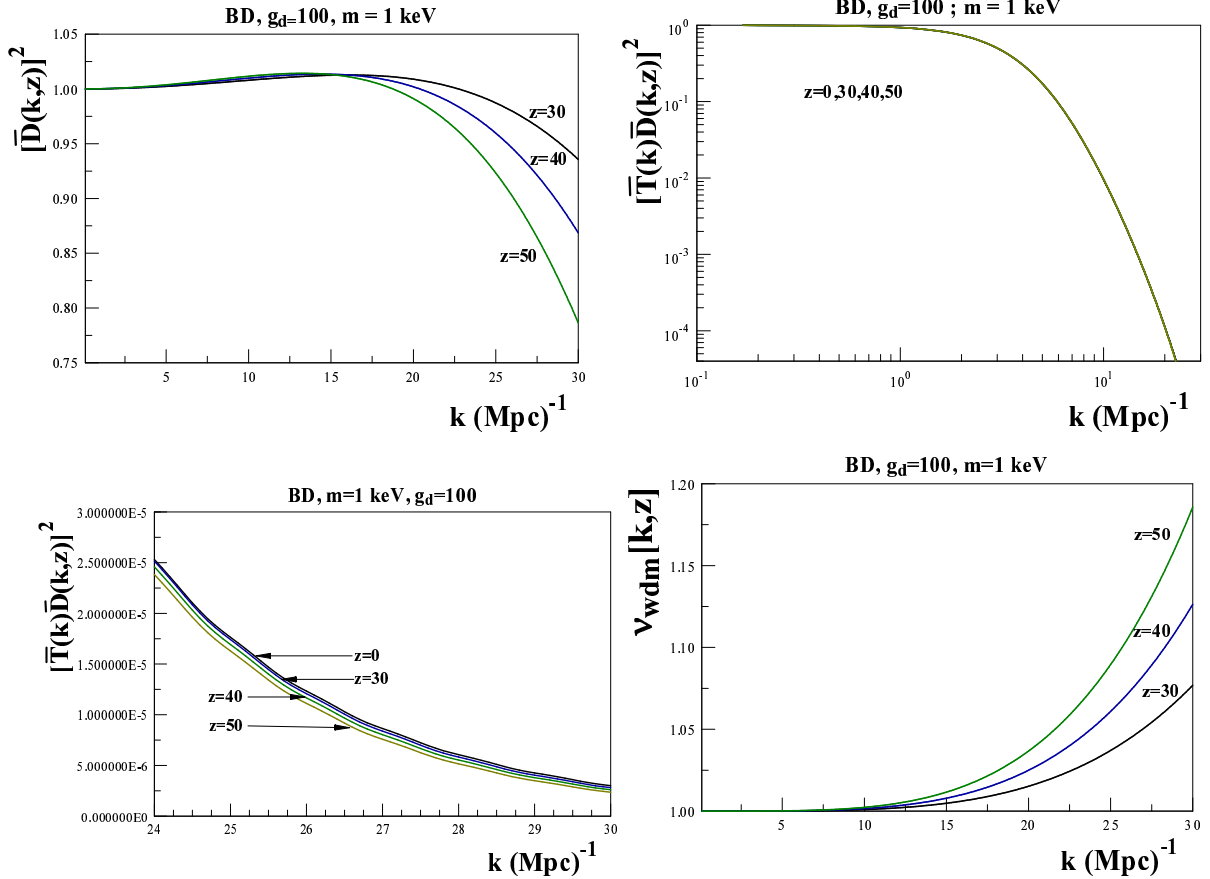 BD, g_d=100, m = 1 keV
[D̅(k,z)]²
1.05
1.00
0.95
0.90
0.85
0.80
0.75
z=30
z=40
z=50
5 10 15 20 25 30
k (Mpc)⁻¹
BD, g_d=100 ; m = 1 keV
[T̅(k)D̅(k,z)]²
10⁰
10⁻¹
10⁻²
10⁻³
10⁻⁴
z=0,30,40,50
10⁻¹ 10⁰ 10¹
k (Mpc)⁻¹
BD, m=1 keV, g_d=100
[T̅(k)D̅(k,z)]²
3.000000E-5
2.500000E-5
2.000000E-5
1.500000E-5
1.000000E-5
5.000000E-6
0.000000E0
z=0
z=30
z=40
z=50
24 25 26 27 28 29 30
k (Mpc)⁻¹
BD, g_d=100, m=1 keV
ν_wdm[k,z]
1.20
1.15
1.10
1.05
1.00
z=50
z=40
z=30
5 10 15 20 25 30
k (Mpc)⁻¹